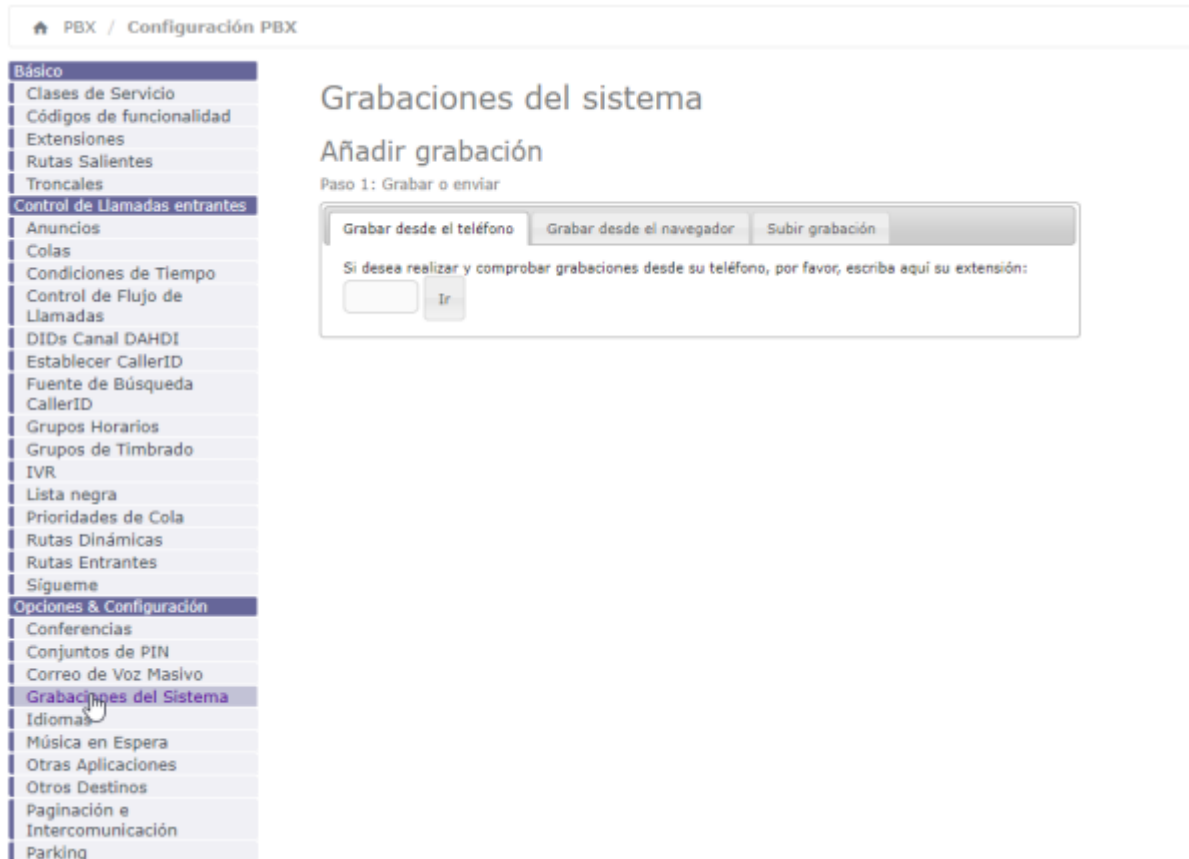 PBX / Configuración PBX
Básico
Clases de Servicio
Códigos de funcionalidad
Extensiones
Rutas Salientes
Troncales
Control de Llamadas entrantes
Anuncios
Colas
Condiciones de Tiempo
Control de Flujo de
Llamadas
DIDs Canal DAHDI
Establecer CallerID
Fuente de Búsqueda
CallerID
Grupos Horarios
Grupos de Timbrado
IVR
Lista negra
Prioridades de Cola
Rutas Dinámicas
Rutas Entrantes
Sígueme
Opciones & Configuración
Conferencias
Conjuntos de PIN
Correo de Voz Masivo
Grabaciones del Sistema
Idiomas
Música en Espera
Otras Aplicaciones
Otros Destinos
Paginación e
Intercomunicación
Parking
Grabaciones del sistema
Añadir grabación
Paso 1: Grabar o enviar
Grabar desde el teléfono Grabar desde el navegador Subir grabación
Si desea realizar y comprobar grabaciones desde su teléfono, por favor, escriba aquí su extensión:
Ir